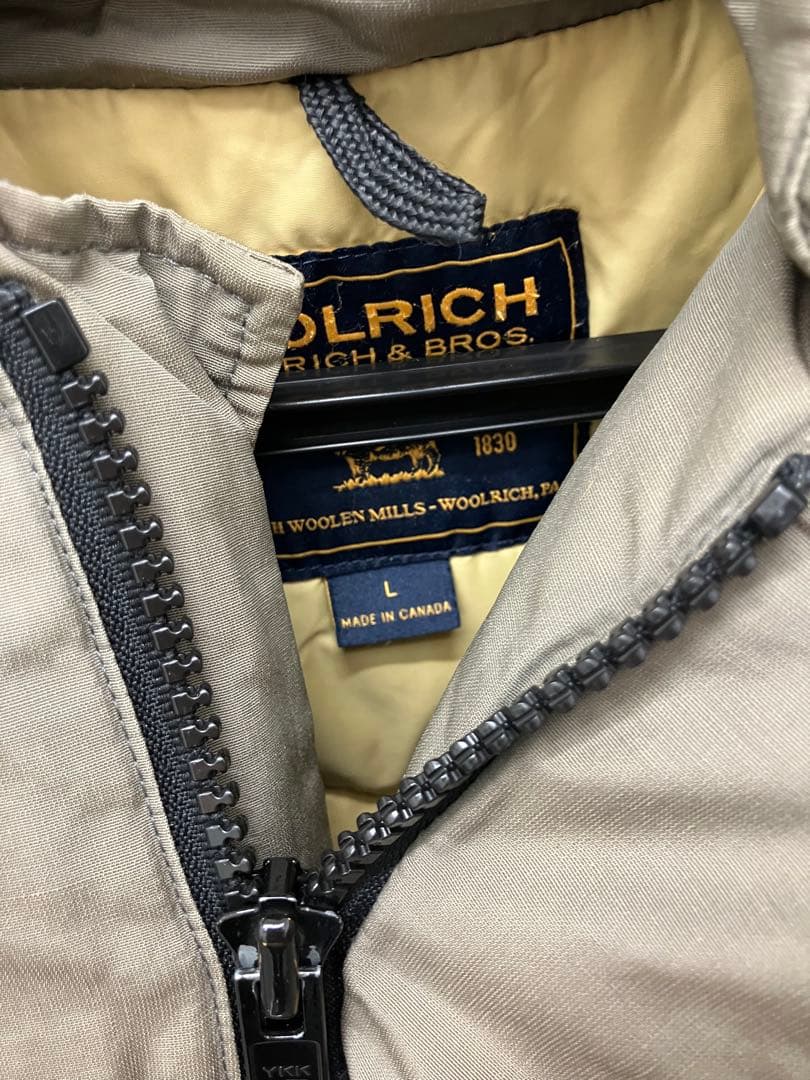 OLRICH
RICH & BROS.
1830
H WOOLEN MILLS - WOOLRICH, PA
L
MADE IN CANADA
YKK